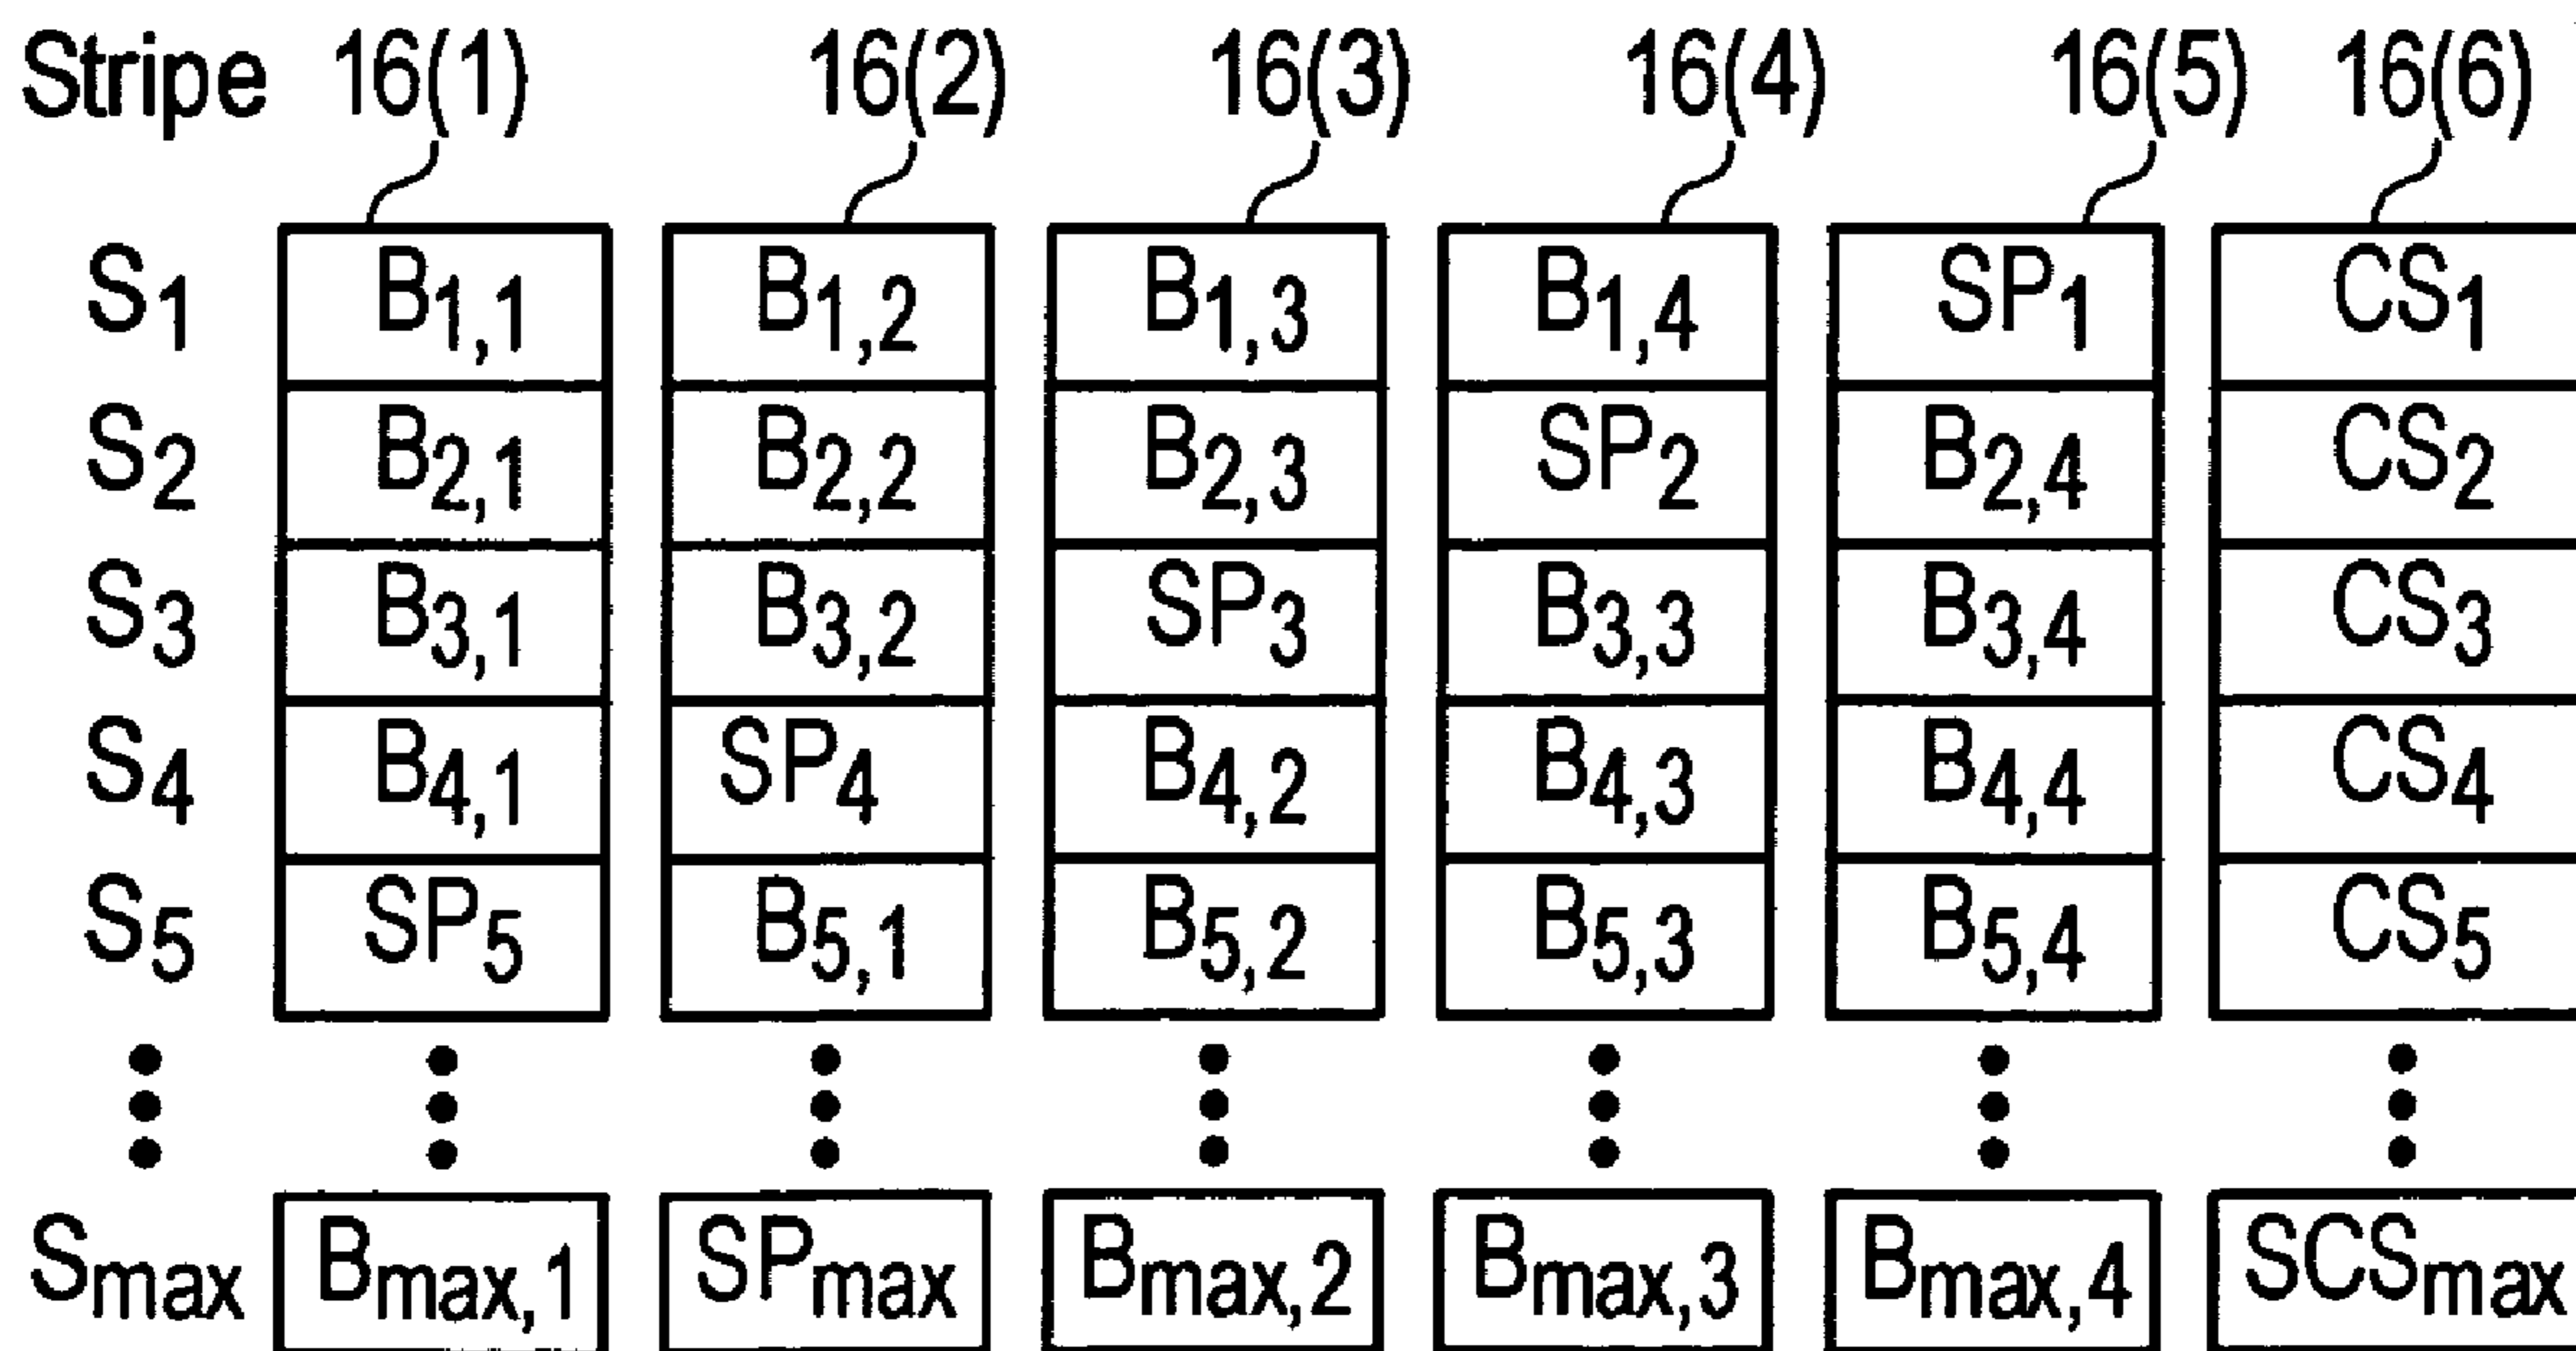 Stripe 16(1) 16(2) 16(3) 16(4) 16(5) 16(6)
S1 B1,1 B1,2 B1,3 B1,4 SP1 CS1
S2 B2,1 B2,2 B2,3 SP2 B2,4 CS2
S3 B3,1 B3,2 SP3 B3,3 B3,4 CS3
S4 B4,1 SP4 B4,2 B4,3 B4,4 CS4
S5 SP5 B5,1 B5,2 B5,3 B5,4 CS5
Smax Bmax,1 SPmax Bmax,2 Bmax,3 Bmax,4 SCSmax